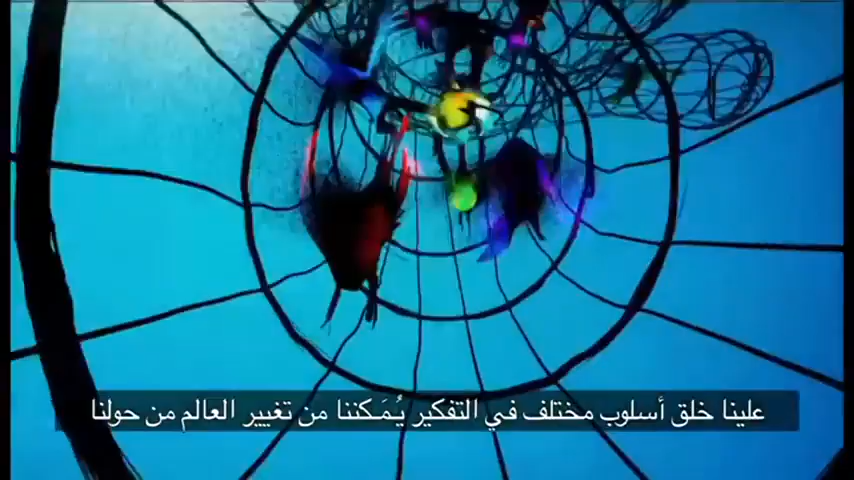 علينا خلق أسلوب مختلف في التفكير يُمَكننا من تغيير العالم من حولنا